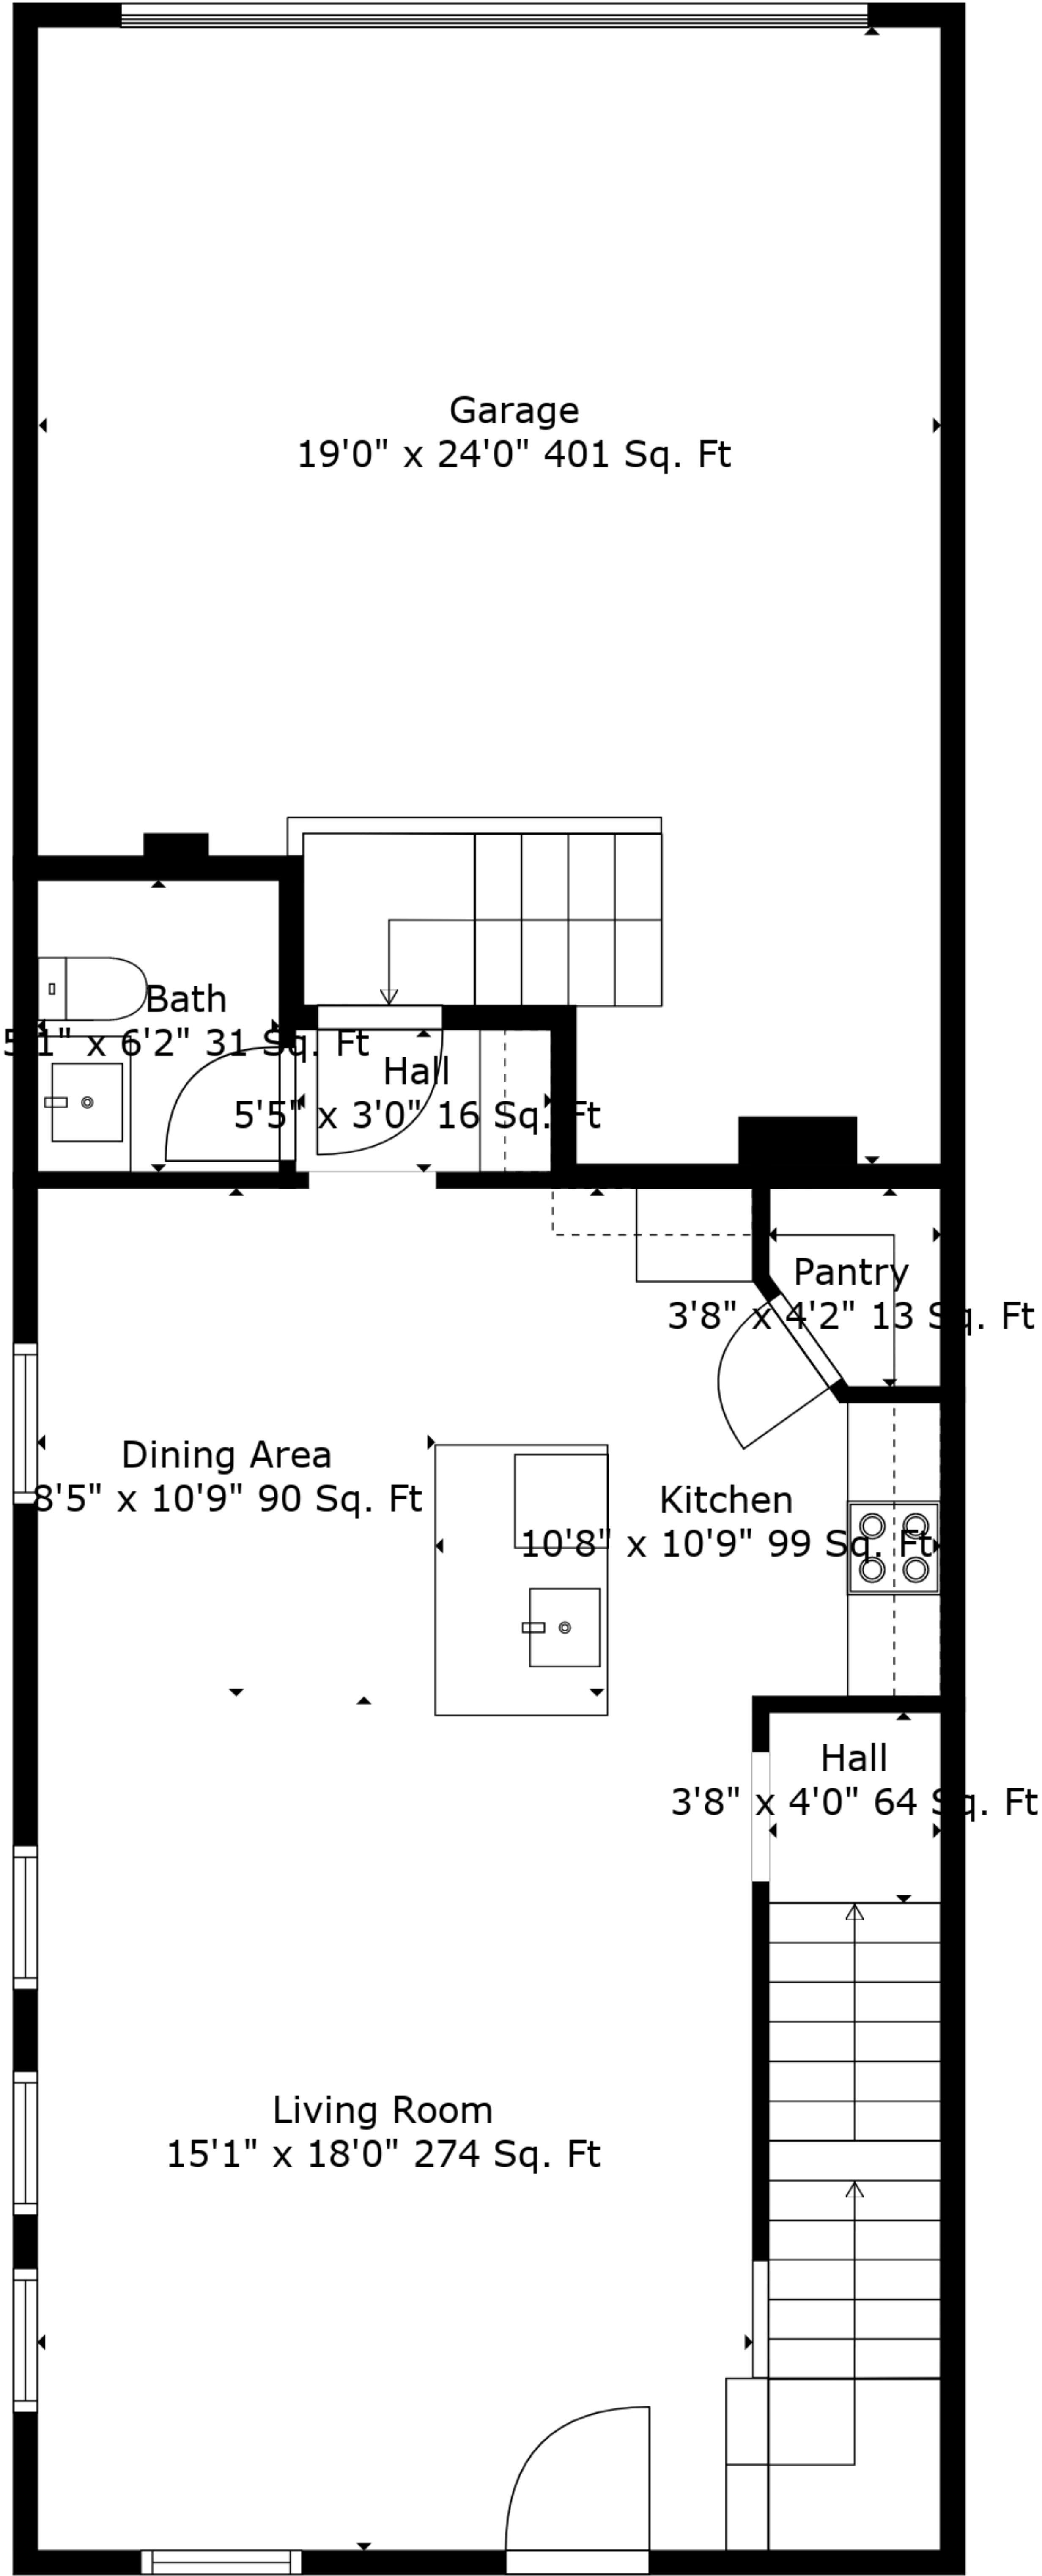 Garage
19'0" x 24'0" 401 Sq. Ft
Bath
5'1" x 6'2" 31 Sq. Ft
Hall
5'5" x 3'0" 16 Sq. Ft
Pantry
3'8" x 4'2" 13 Sq. Ft
Dining Area
8'5" x 10'9" 90 Sq. Ft
Kitchen
10'8" x 10'9" 99 Sq. Ft
Hall
3'8" x 4'0" 64 Sq. Ft
Living Room
15'1" x 18'0" 274 Sq. Ft